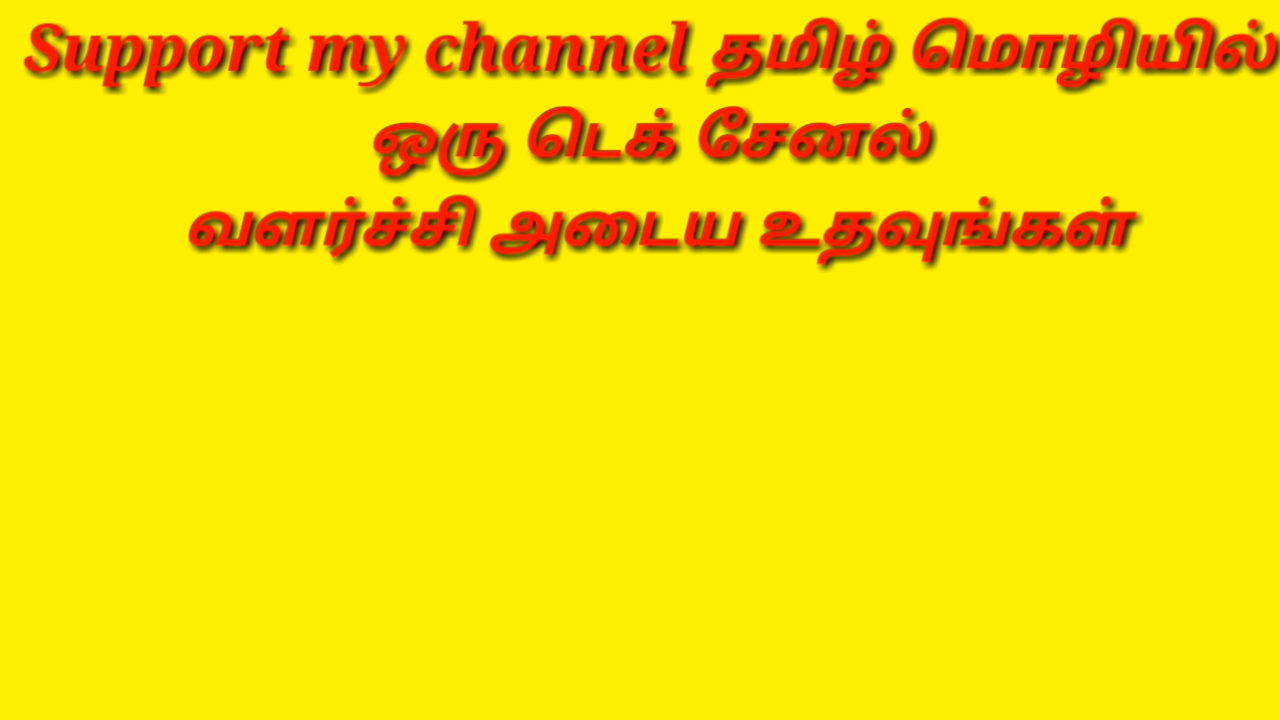 Support my channel தமிழ் மொழியில்
ஒரு டெக் சேனல்
வளர்ச்சி அடைய உதவுங்கள்